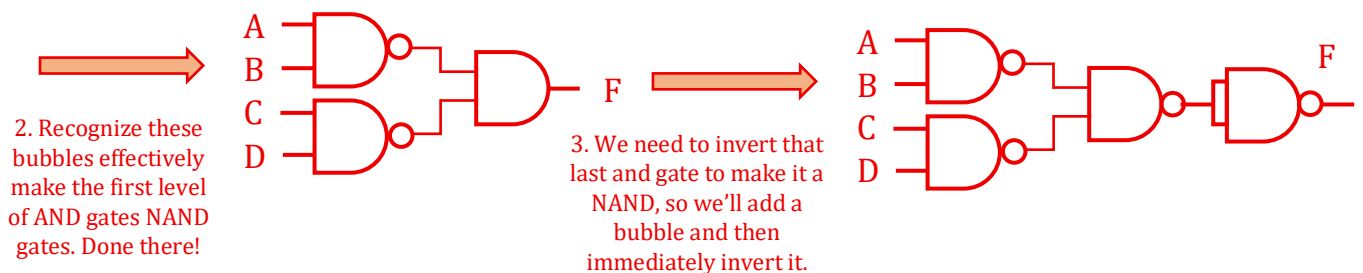 A
B
C
D
F
2. Recognize these
bubbles effectively
make the first level
of AND gates NAND
gates. Done there!
3. We need to invert that
last and gate to make it a
NAND, so we’ll add a
bubble and then
immediately invert it.
A
B
C
D
F